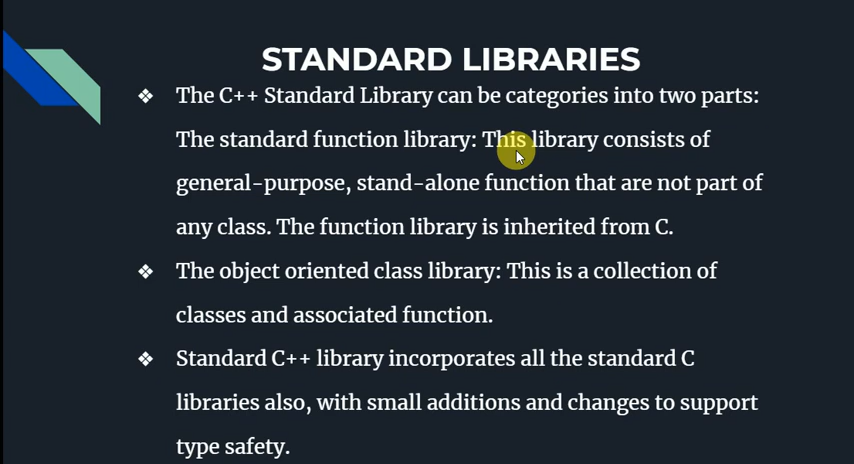 STANDARD LIBRARIES
❖ The C++ Standard Library can be categories into two parts:
The standard function library: This library consists of
general-purpose, stand-alone function that are not part of
any class. The function library is inherited from C.
❖ The object oriented class library: This is a collection of
classes and associated function.
❖ Standard C++ library incorporates all the standard C
libraries also, with small additions and changes to support
type safety.